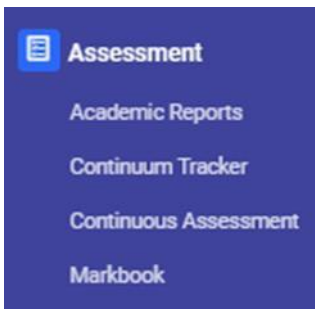 Assessment
Academic Reports
Continuum Tracker
Continuous Assessment
Markbook